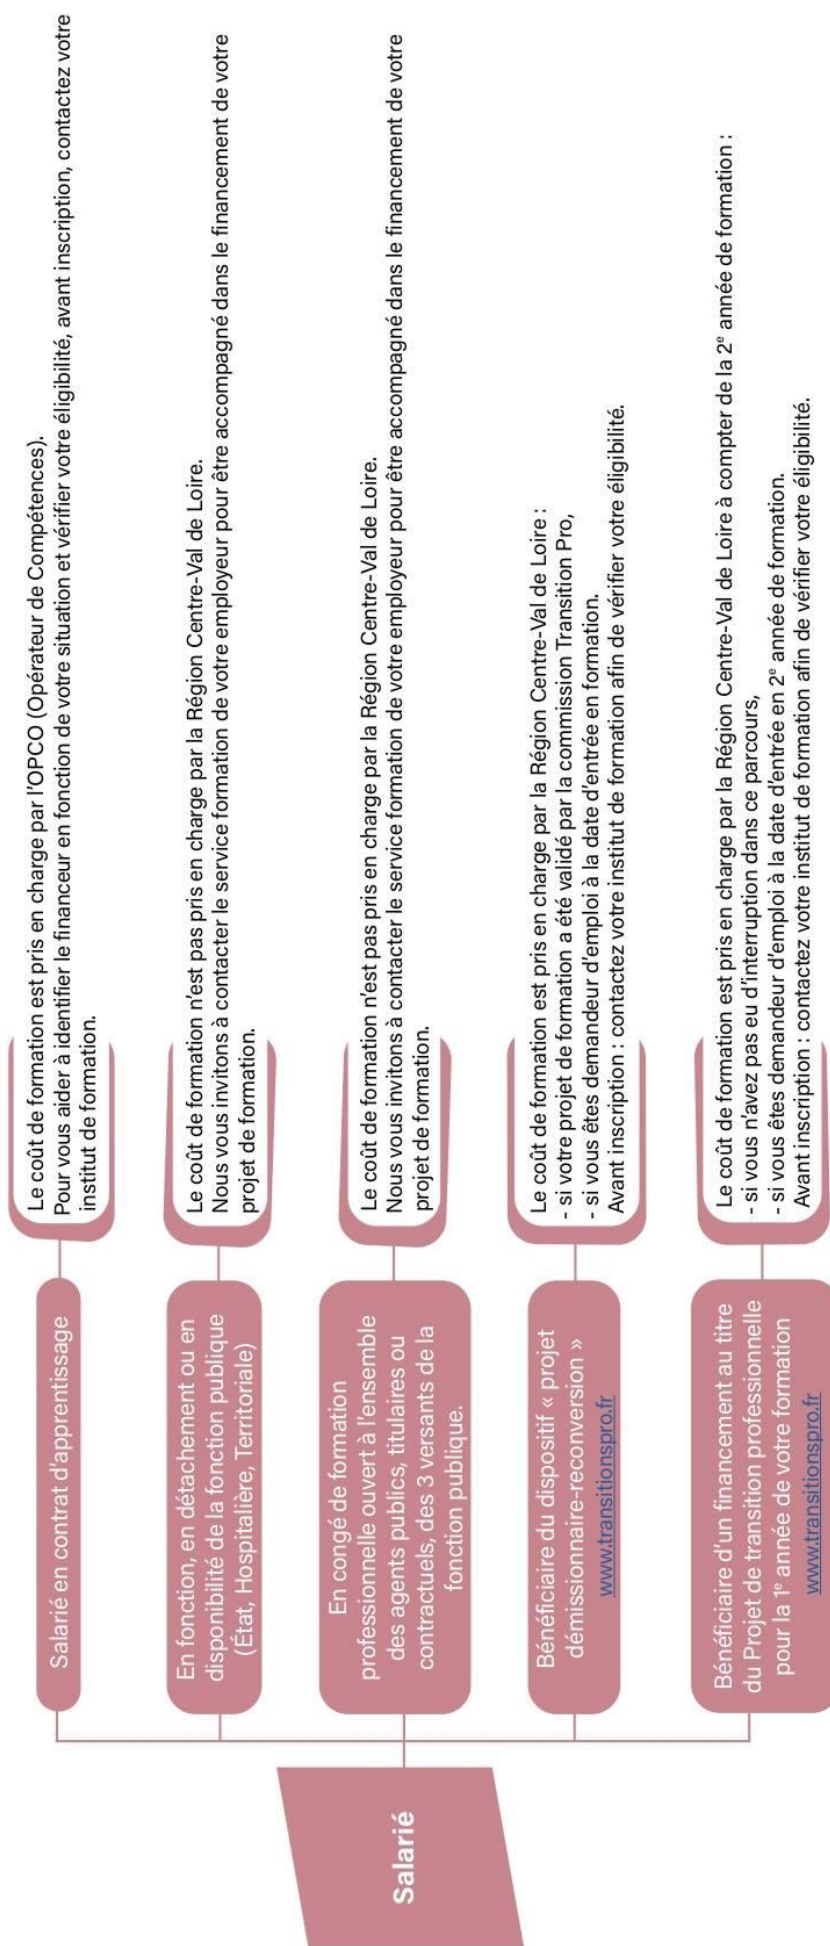 Salarié
Salarié en contrat d'apprentissage
Le coût de formation est pris en charge par l'OPCO (Opérateur de Compétences).
Pour vous aider à identifier le financeur en fonction de votre situation et vérifier votre éligibilité, avant inscription, contactez votre
institut de formation.
En fonction, en détachement ou en
disponibilité de la fonction publique
(État, Hospitalière, Territoriale)
Le coût de formation n'est pas pris en charge par la Région Centre-Val de Loire.
Nous vous invitons à contacter le service formation de votre employeur pour être accompagné dans le financement de votre
projet de formation.
En congé de formation
professionnelle ouvert à l'ensemble
des agents publics, titulaires ou
contractuels, des 3 versants de la
fonction publique.
Le coût de formation n'est pas pris en charge par la Région Centre-Val de Loire.
Nous vous invitons à contacter le service formation de votre employeur pour être accompagné dans le financement de votre
projet de formation.
Bénéficiaire du dispositif « projet
démissionnaire-reconversion »
www.transitionspro.fr
Le coût de formation est pris en charge par la Région Centre-Val de Loire :
- si votre projet de formation a été validé par la commission Transition Pro,
- si vous êtes demandeur d'emploi à la date d'entrée en formation.
Avant inscription : contactez votre institut de formation afin de vérifier votre éligibilité.
Bénéficiaire d'un financement au titre
du Projet de transition professionnelle
pour la 1e année de votre formation
www.transitionspro.fr
Le coût de formation est pris en charge par la Région Centre-Val de Loire à compter de la 2e année de formation :
- si vous n'avez pas eu d'interruption dans ce parcours,
- si vous êtes demandeur d'emploi à la date d'entrée en 2e année de formation.
Avant inscription : contactez votre institut de formation afin de vérifier votre éligibilité.